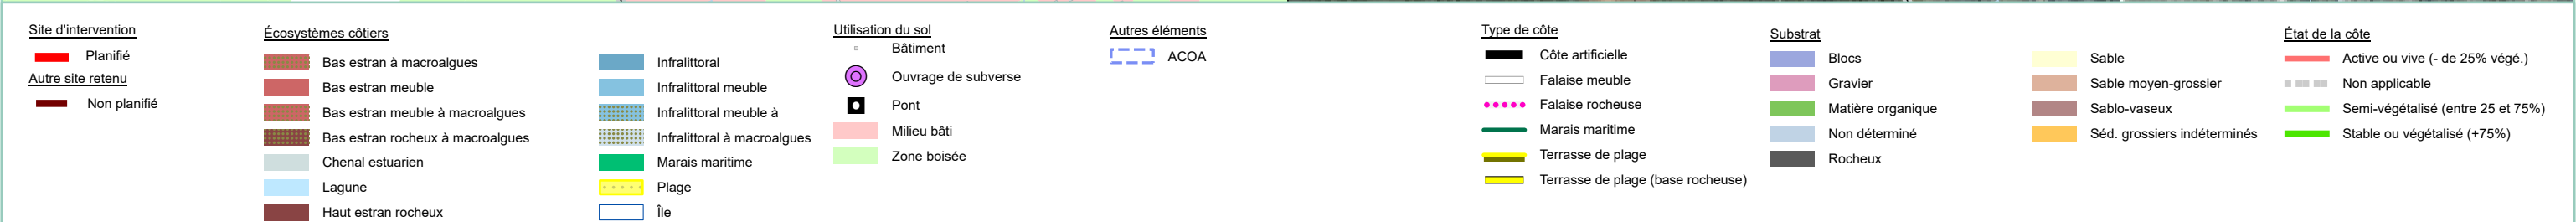 Site d'intervention
Planifié
Autre site retenu
Non planifié
Écosystèmes côtiers
Bas estran à macroalgues
Bas estran meuble
Bas estran meuble à macroalgues
Bas estran rocheux à macroalgues
Chenal estuarien
Lagune
Haut estran rocheux
Infralittoral
Infralittoral meuble
Infralittoral meuble à
Infralittoral à macroalgues
Marais maritime
Plage
Île
Utilisation du sol
Bâtiment
Ouvrage de subverse
Pont
Milieu bâti
Zone boisée
Autres éléments
ACOA
Type de côte
Côte artificielle
Falaise meuble
Falaise rocheuse
Marais maritime
Terrasse de plage
Terrasse de plage (base rocheuse)
Substrat
Blocs
Gravier
Matière organique
Non déterminé
Rocheux
Sable
Sable moyen-grossier
Sablo-vaseux
Séd. grossiers indéterminés
État de la côte
Active ou vive (- de 25% végé.)
Non applicable
Semi-végétalisé (entre 25 et 75%)
Stable ou végétalisé (+75%)